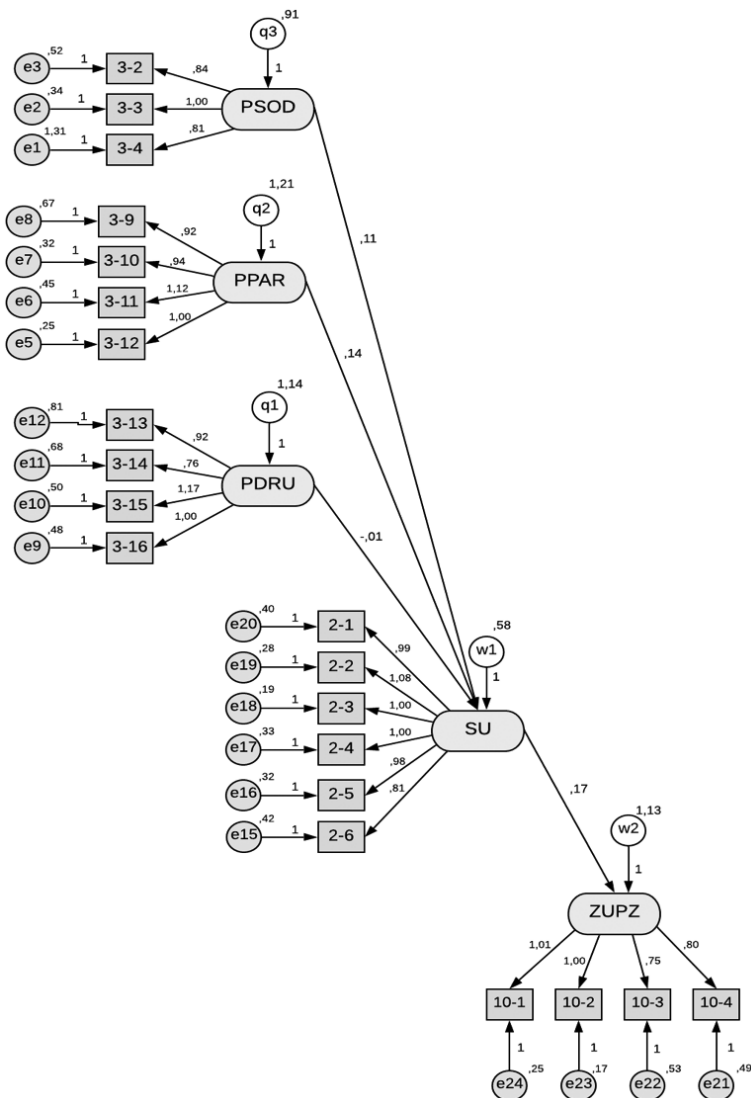 ,91
q3
1
e3 ,52 1 3-2 ,84
e2 ,34 1 3-3 1,00 PSOD
e1 1,31 1 3-4 ,81
1,21
q2
1
e8 ,67 1 3-9 ,92
e7 ,32 1 3-10 ,94 PPAR
e6 ,45 1 3-11 1,12
e5 ,25 1 3-12 1,00
,11
,14
1,14
q1
1
e12 ,81 1 3-13 ,92
e11 ,68 1 3-14 ,76 PDRU
e10 ,50 1 3-15 1,17
e9 ,48 1 3-16 1,00
-,01
,58
w1
1
e20 ,40 1 2-1 ,99
e19 ,28 1 2-2 1,08
e18 ,19 1 2-3 1,00 SU
e17 ,33 1 2-4 1,00
e16 ,32 1 2-5 ,98
e15 ,42 1 2-6 ,81
,17
1,13
w2
1
ZUPZ
1,01 1,00 ,75 ,80
10-1 10-2 10-3 10-4
1 1 1 1
e24 ,25 e23 ,17 e22 ,53 e21 ,49